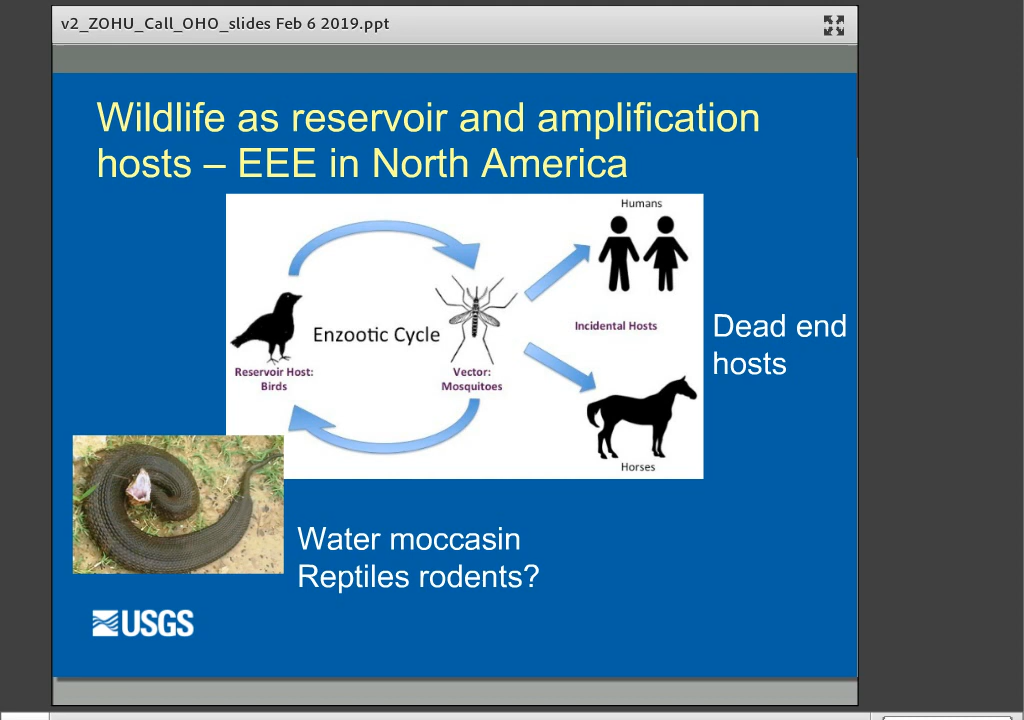 v2_ZOHU_Call_OHO_slides Feb 6 2019.ppt
Wildlife as reservoir and amplification
hosts – EEE in North America
Humans
Enzootic Cycle
Incidental Hosts
Dead end
hosts
Reservoir Host:
Birds
Vector:
Mosquitoes
Horses
Water moccasin
Reptiles rodents?
USGS